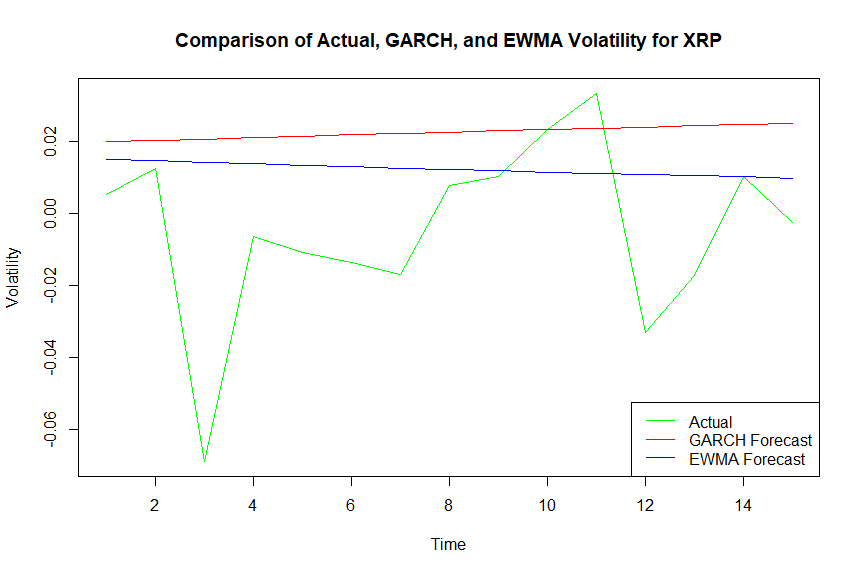 Comparison of Actual, GARCH, and EWMA Volatility for XRP
Volatility
0.02
0.00
-0.02
-0.04
-0.06
Actual
GARCH Forecast
EWMA Forecast
2 4 6 8 10 12 14
Time